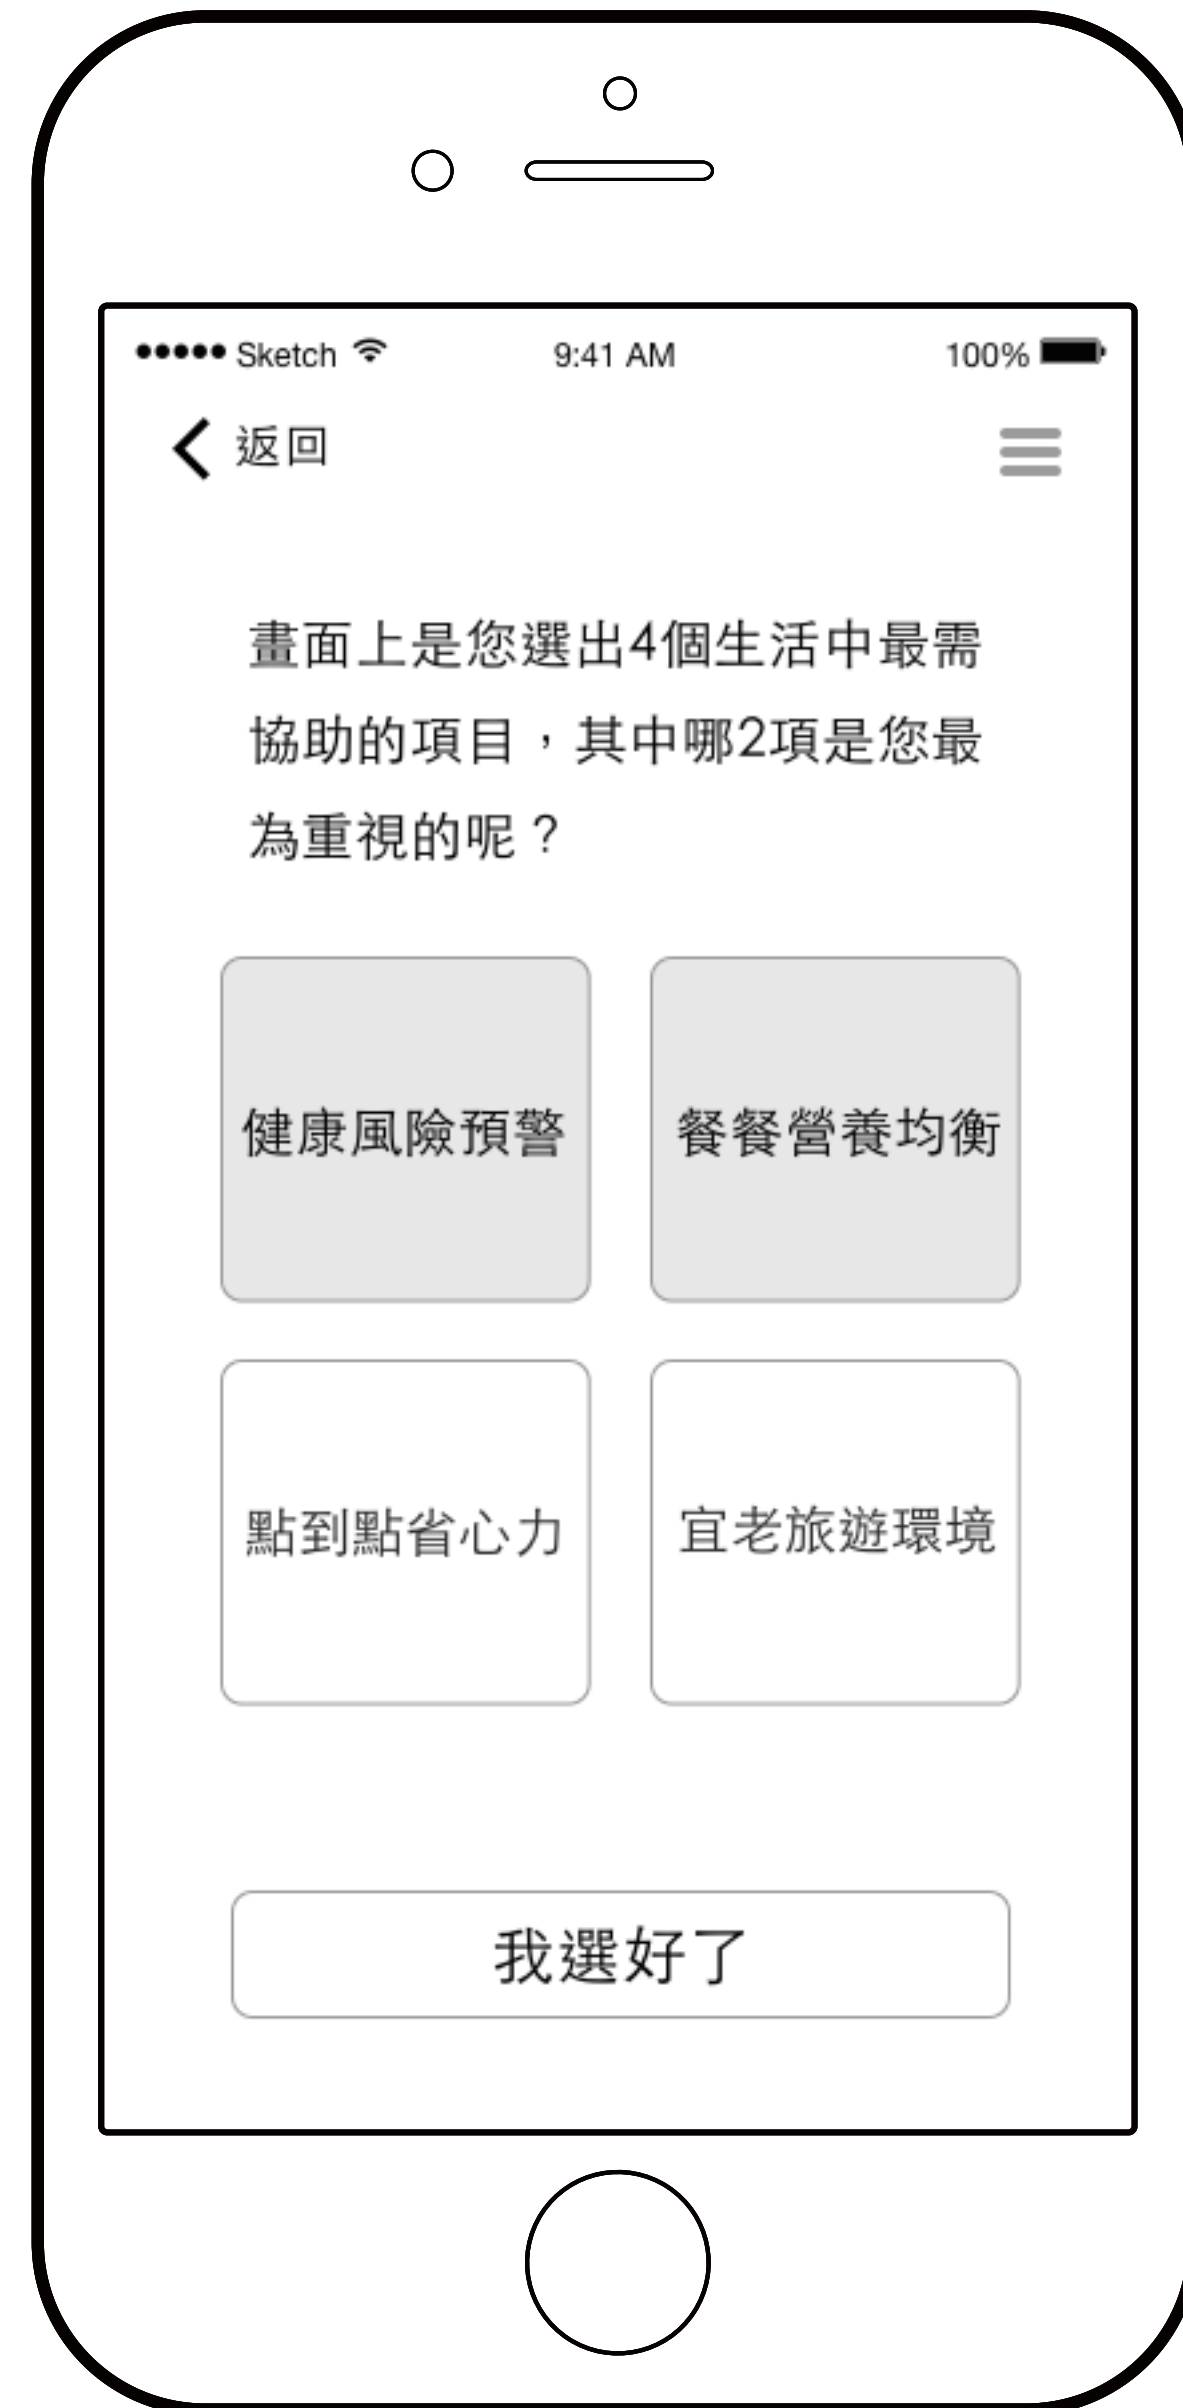 ●●●●● Sketch 9:41 AM 100%
返回
畫面上是您選出4個生活中最需
協助的項目，其中哪2項是您最
為重視的呢？
健康風險預警 餐餐營養均衡
點到點省心力 宜老旅遊環境
我選好了